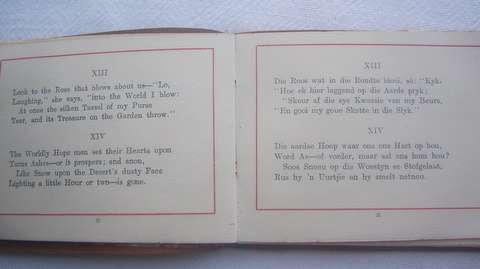 XIII
Look to the Rose that blows about us—"Lo,
Laughing," she says, "into the World I blow:
At once the silken Tassel of my Purse
Tear, and its Treasure on the Garden throw."
XIV
The Worldly Hope men set their Hearts upon
Turns Ashes—or it prospers; and anon,
Like Snow upon the Desert's dusty Face
Lighting a little Hour or two—is gone.
XIII
Die Roos wat in die Rondte bloei, sê: "Kyk.
"Hoe ek hier laggend op die Aarde pryk;
"Skeur af die sye Kwassie van my Beurs,
"En gooi my goue Skatte in die Slyk."
XIV
Die aardse Hoop waar ons ons Hart op bou,
Word As—of vorder, maar sal ons hom hou?
Soos Sneeu op die Woestyn se Stofgelaat,
Rus hy 'n Uurtjie en hy smelt netnou.